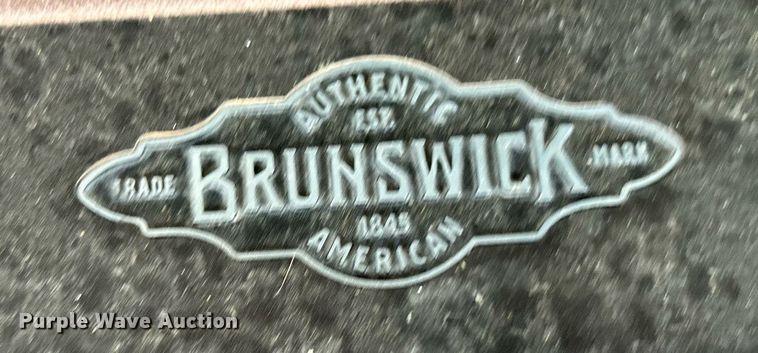 AUTHENTIC
EST.
TRADE BRUNSWICK MARK
1845
AMERICAN
Purple Wave Auction